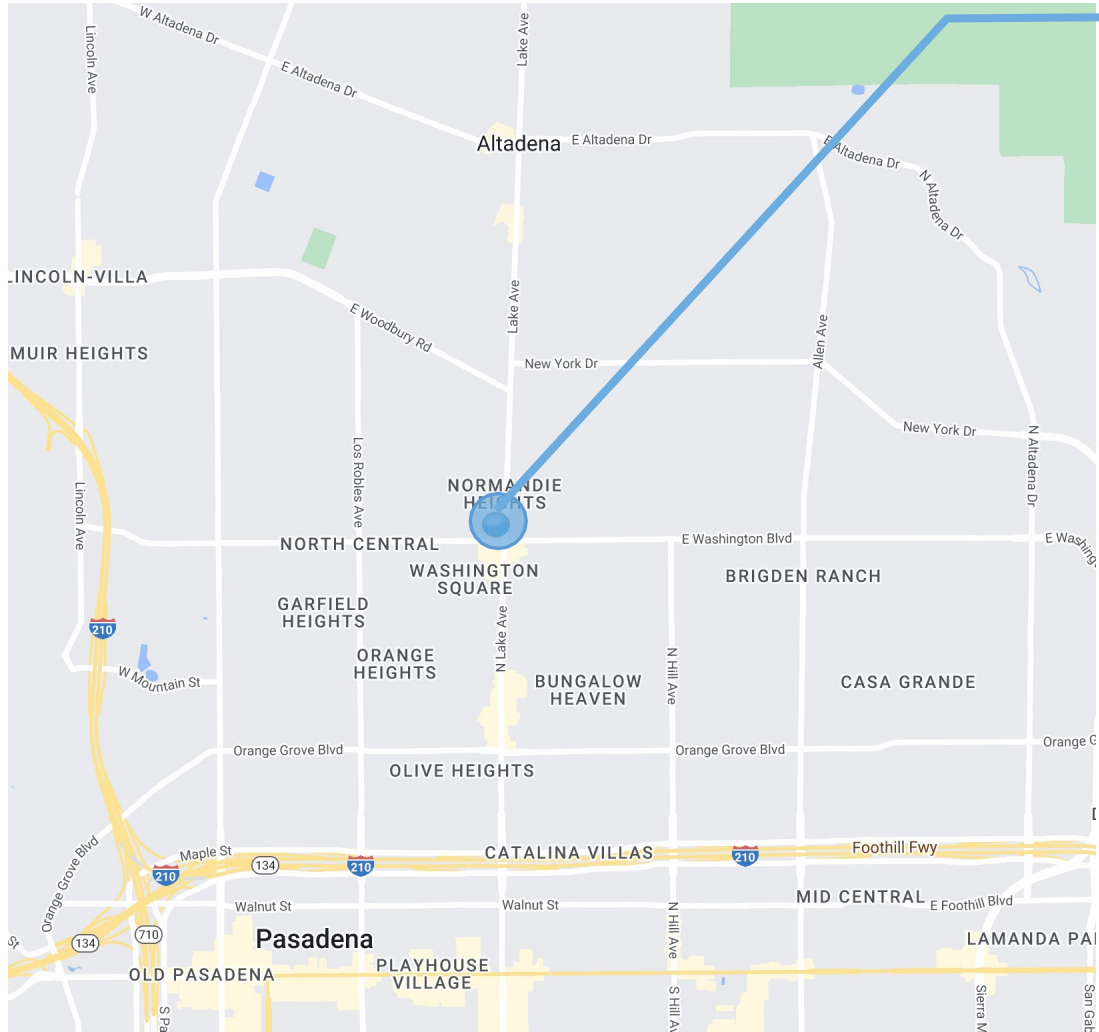 Lincoln Ave
W Altadena Dr
E Altadena Dr
Lake Ave
Altadena
E Altadena Dr
E Altadena Dr
N Altadena Dr
LINCOLN-VILLA
Lake Ave
E Woodbury Rd
Allen Ave
MUIR HEIGHTS
New York Dr
New York Dr
Los Robles Ave
N Altadena Dr
Lincoln Ave
NORMANDIE
HEIGHTS
NORTH CENTRAL
E Washington Blvd
E Washing
WASHINGTON
SQUARE
BRIGDEN RANCH
GARFIELD
HEIGHTS
210
N Lake Ave
ORANGE
HEIGHTS
W Mountain St
BUNGALOW
HEAVEN
N Hill Ave
CASA GRANDE
Orange Grove Blvd
Orange Grove Blvd
Orange G
OLIVE HEIGHTS
D
Orange Grove Blvd
Maple St
134
210
210
CATALINA VILLAS
210
Foothill Fwy
Walnut St
Walnut St
MID CENTRAL
E Foothill Blvd
St
134
710
Pasadena
N Hill Ave
LAMANDA PA
OLD PASADENA
PLAYHOUSE
VILLAGE
S Pa
S Hill A
Sierra M
San Gab